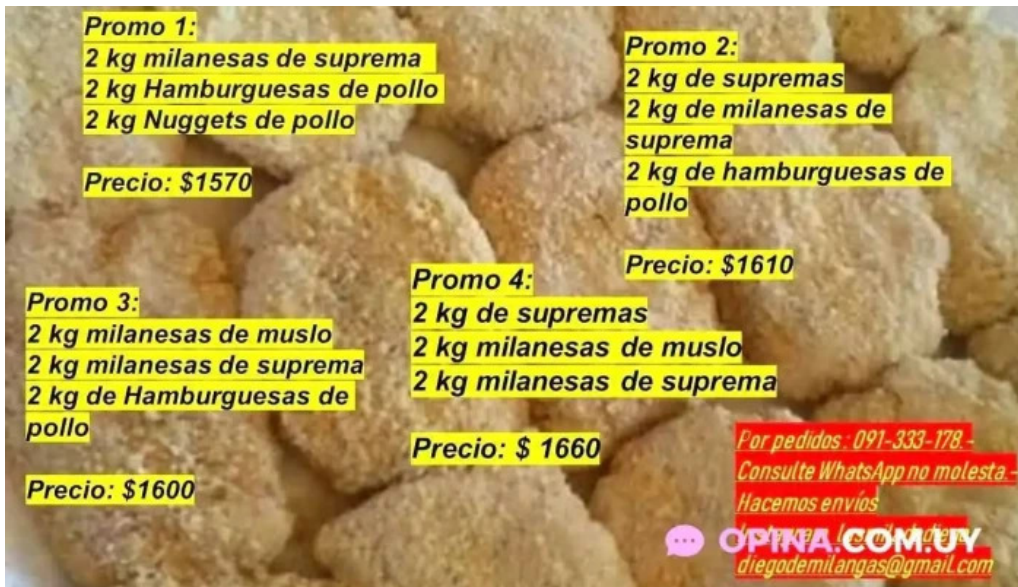 Promo 1:
2 kg milanesas de suprema
2 kg Hamburguesas de pollo
2 kg Nuggets de pollo
Precio: $1570
Promo 2:
2 kg de supremas
2 kg de milanesas de
suprema
2 kg de hamburguesas de
pollo
Precio: $1610
Promo 3:
2 kg milanesas de muslo
2 kg milanesas de suprema
2 kg de Hamburguesas de
pollo
Precio: $1600
Promo 4:
2 kg de supremas
2 kg milanesas de muslo
2 kg milanesas de suprema
Precio: $ 1660
Por pedidos: 091-333-178.-
Consulte WhatsApp no molesta.-
Hacemos envíos
OPINA.COM.UY
diegodemilangas@gmail.com